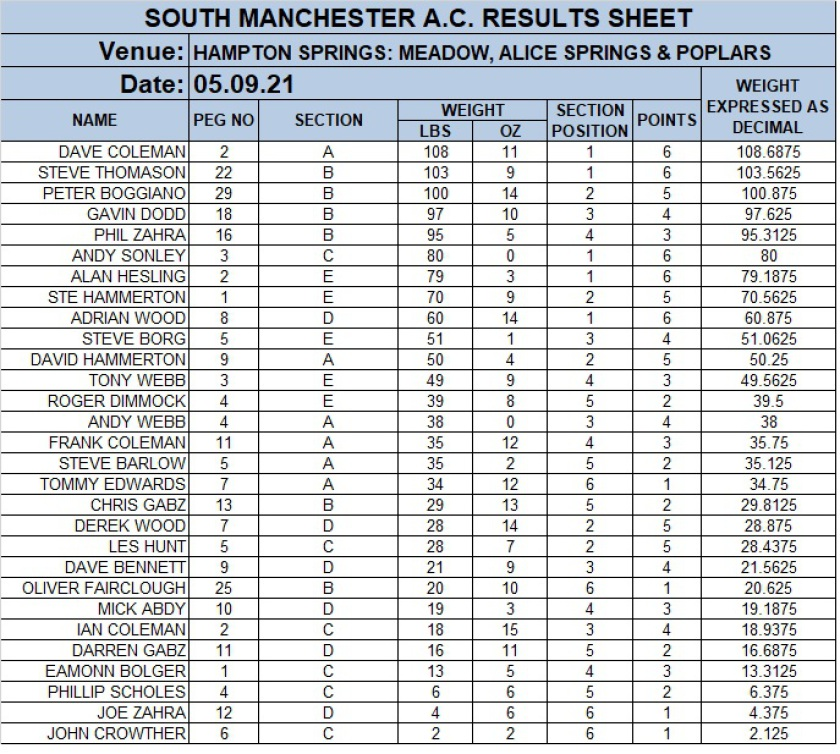 SOUTH MANCHESTER A.C. RESULTS SHEET
Venue: HAMPTON SPRINGS: MEADOW, ALICE SPRINGS & POPLARS
Date: 05.09.21
NAME PEG NO SECTION WEIGHT LBS OZ SECTION POSITION POINTS WEIGHT EXPRESSED AS DECIMAL
DAVE COLEMAN 2 A 108 11 1 6 108.6875
STEVE THOMASON 22 B 103 9 1 6 103.5625
PETER BOGGIANO 29 B 100 14 2 5 100.875
GAVIN DODD 18 B 97 10 3 4 97.625
PHIL ZAHRA 16 B 95 5 4 3 95.3125
ANDY SONLEY 3 C 80 0 1 6 80
ALAN HESLING 2 E 79 3 1 6 79.1875
STE HAMMERTON 1 E 70 9 2 5 70.5625
ADRIAN WOOD 8 D 60 14 1 6 60.875
STEVE BORG 5 E 51 1 3 4 51.0625
DAVID HAMMERTON 9 A 50 4 2 5 50.25
TONY WEBB 3 E 49 9 4 3 49.5625
ROGER DIMMOCK 4 E 39 8 5 2 39.5
ANDY WEBB 4 A 38 0 3 4 38
FRANK COLEMAN 11 A 35 12 4 3 35.75
STEVE BARLOW 5 A 35 2 5 2 35.125
TOMMY EDWARDS 7 A 34 12 6 1 34.75
CHRIS GABZ 13 B 29 13 5 2 29.8125
DEREK WOOD 7 D 28 14 2 5 28.875
LES HUNT 5 C 28 7 2 5 28.4375
DAVE BENNETT 9 D 21 9 3 4 21.5625
OLIVER FAIRCLOUGH 25 B 20 10 6 1 20.625
MICK ABDY 10 D 19 3 4 3 19.1875
IAN COLEMAN 2 C 18 15 3 4 18.9375
DARREN GABZ 11 D 16 11 5 2 16.6875
EAMONN BOLGER 1 C 13 5 4 3 13.3125
PHILLIP SCHOLES 4 C 6 6 5 2 6.375
JOE ZAHRA 12 D 4 6 6 1 4.375
JOHN CROWTHER 6 C 2 2 6 1 2.125